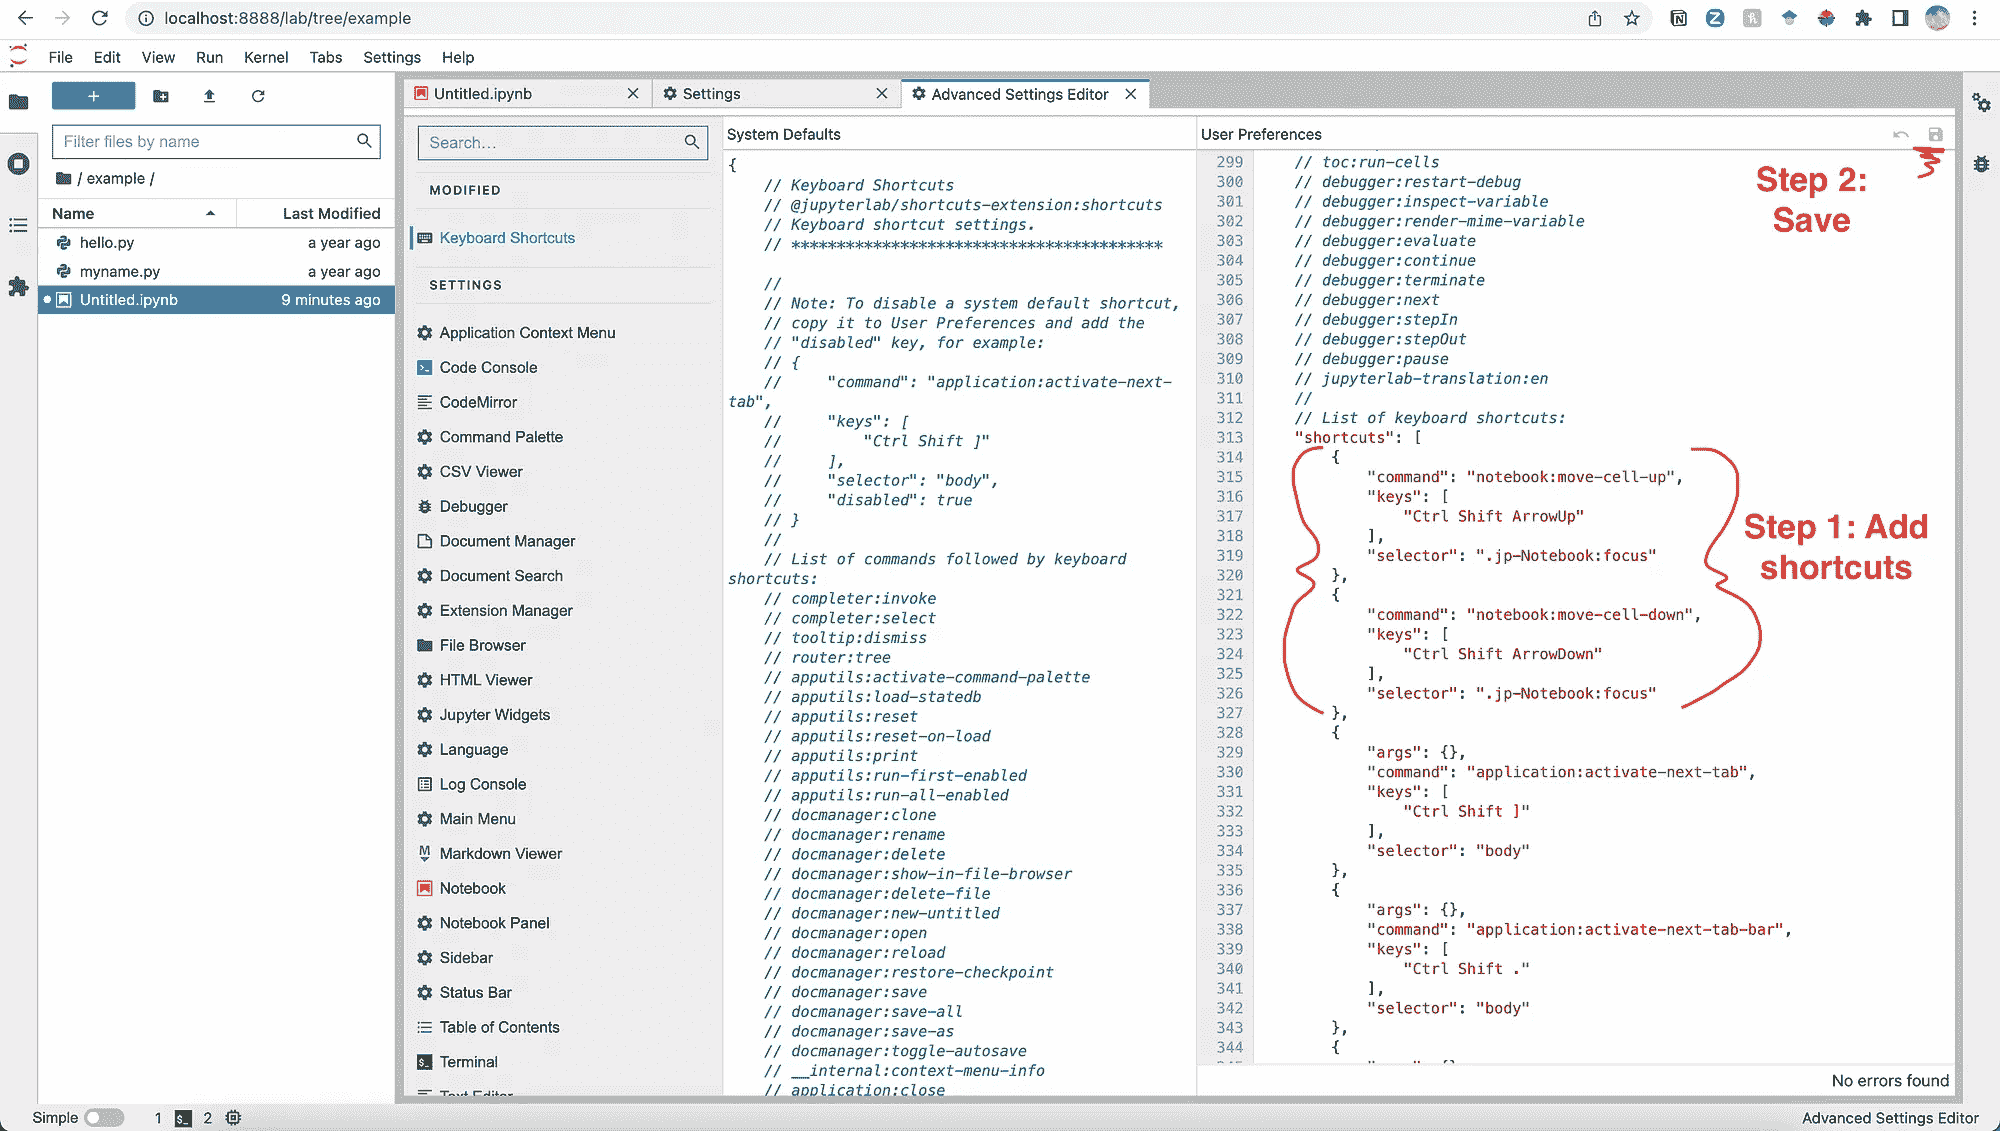 localhost:8888/lab/tree/example
File Edit View Run Kernel Tabs Settings Help
Untitled.ipynb
Settings
Advanced Settings Editor
Filter files by name
/ example /
Name Last Modified
hello.py a year ago
myname.py a year ago
Untitled.ipynb 9 minutes ago
Search...
MODIFIED
Keyboard Shortcuts
SETTINGS
Application Context Menu
Code Console
CodeMirror
Command Palette
CSV Viewer
Debugger
Document Manager
Document Search
Extension Manager
File Browser
HTML Viewer
Jupyter Widgets
Language
Log Console
Main Menu
Markdown Viewer
Notebook
Notebook Panel
Sidebar
Status Bar
Table of Contents
Terminal
Text Editor
System Defaults
{
// Keyboard Shortcuts
// @jupyterlab/shortcuts-extension:shortcuts
// Keyboard shortcut settings.
// *****************************************
//
// Note: To disable a system default shortcut,
// copy it to User Preferences and add the
// "disabled" key, for example:
// {
// "command": "application:activate-next-
tab",
// "keys": [
// "Ctrl Shift ]"
// ],
// "selector": "body",
// "disabled": true
// }
//
// List of commands followed by keyboard
shortcuts:
// completer:invoke
// completer:select
// tooltip:dismiss
// router:tree
// apputils:activate-command-palette
// apputils:load-statedb
// apputils:reset
// apputils:reset-on-load
// apputils:print
// apputils:run-first-enabled
// apputils:run-all-enabled
// docmanager:clone
// docmanager:rename
// docmanager:delete
// docmanager:show-in-file-browser
// docmanager:delete-file
// docmanager:new-untitled
// docmanager:open
// docmanager:reload
// docmanager:restore-checkpoint
// docmanager:save
// docmanager:save-all
// docmanager:save-as
// docmanager:toggle-autosave
// __internal:context-menu-info
// application:close
User Preferences
299 // toc:run-cells
300 // debugger:restart-debug
301 // debugger:inspect-variable
302 // debugger:render-mime-variable
303 // debugger:evaluate
304 // debugger:continue
305 // debugger:terminate
306 // debugger:next
307 // debugger:stepIn
308 // debugger:stepOut
309 // debugger:pause
310 // jupyterlab-translation:en
311 //
312 // List of keyboard shortcuts:
313 "shortcuts": [
314 {
315 "command": "notebook:move-cell-up",
316 "keys": [
317 "Ctrl Shift ArrowUp"
318 ],
319 "selector": ".jp-Notebook:focus"
320 },
321 {
322 "command": "notebook:move-cell-down",
323 "keys": [
324 "Ctrl Shift ArrowDown"
325 ],
326 "selector": ".jp-Notebook:focus"
327 },
328 {
329 "args": {},
330 "command": "application:activate-next-tab",
331 "keys": [
332 "Ctrl Shift ]"
333 ],
334 "selector": "body"
335 },
336 {
337 "args": {},
338 "command": "application:activate-next-tab-bar",
339 "keys": [
340 "Ctrl Shift ."
341 ],
342 "selector": "body"
343 },
344 {
Step 2:
Save
Step 1: Add
shortcuts
No errors found
Simple 1 2
Advanced Settings Editor